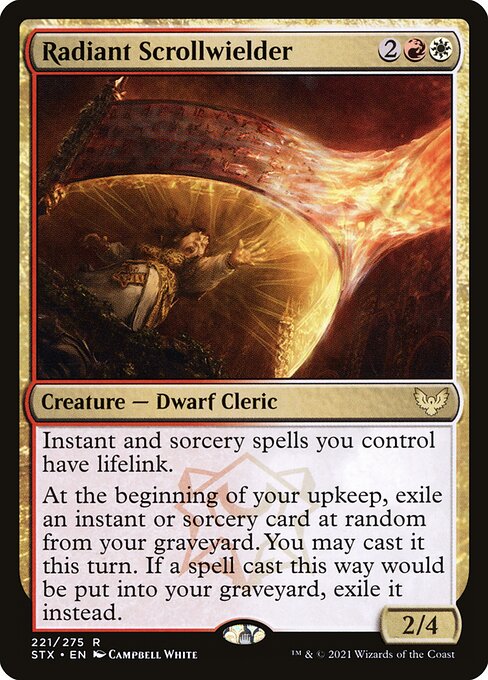 Radiant Scrollwielder 2
Creature — Dwarf Cleric
Instant and sorcery spells you control
have lifelink.
At the beginning of your upkeep, exile
an instant or sorcery card at random
from your graveyard. You may cast it
this turn. If a spell cast this way would
be put into your graveyard, exile it
instead.
2/4
221/275 R
STX • EN Campbell White
™ & © 2021 Wizards of the Coast